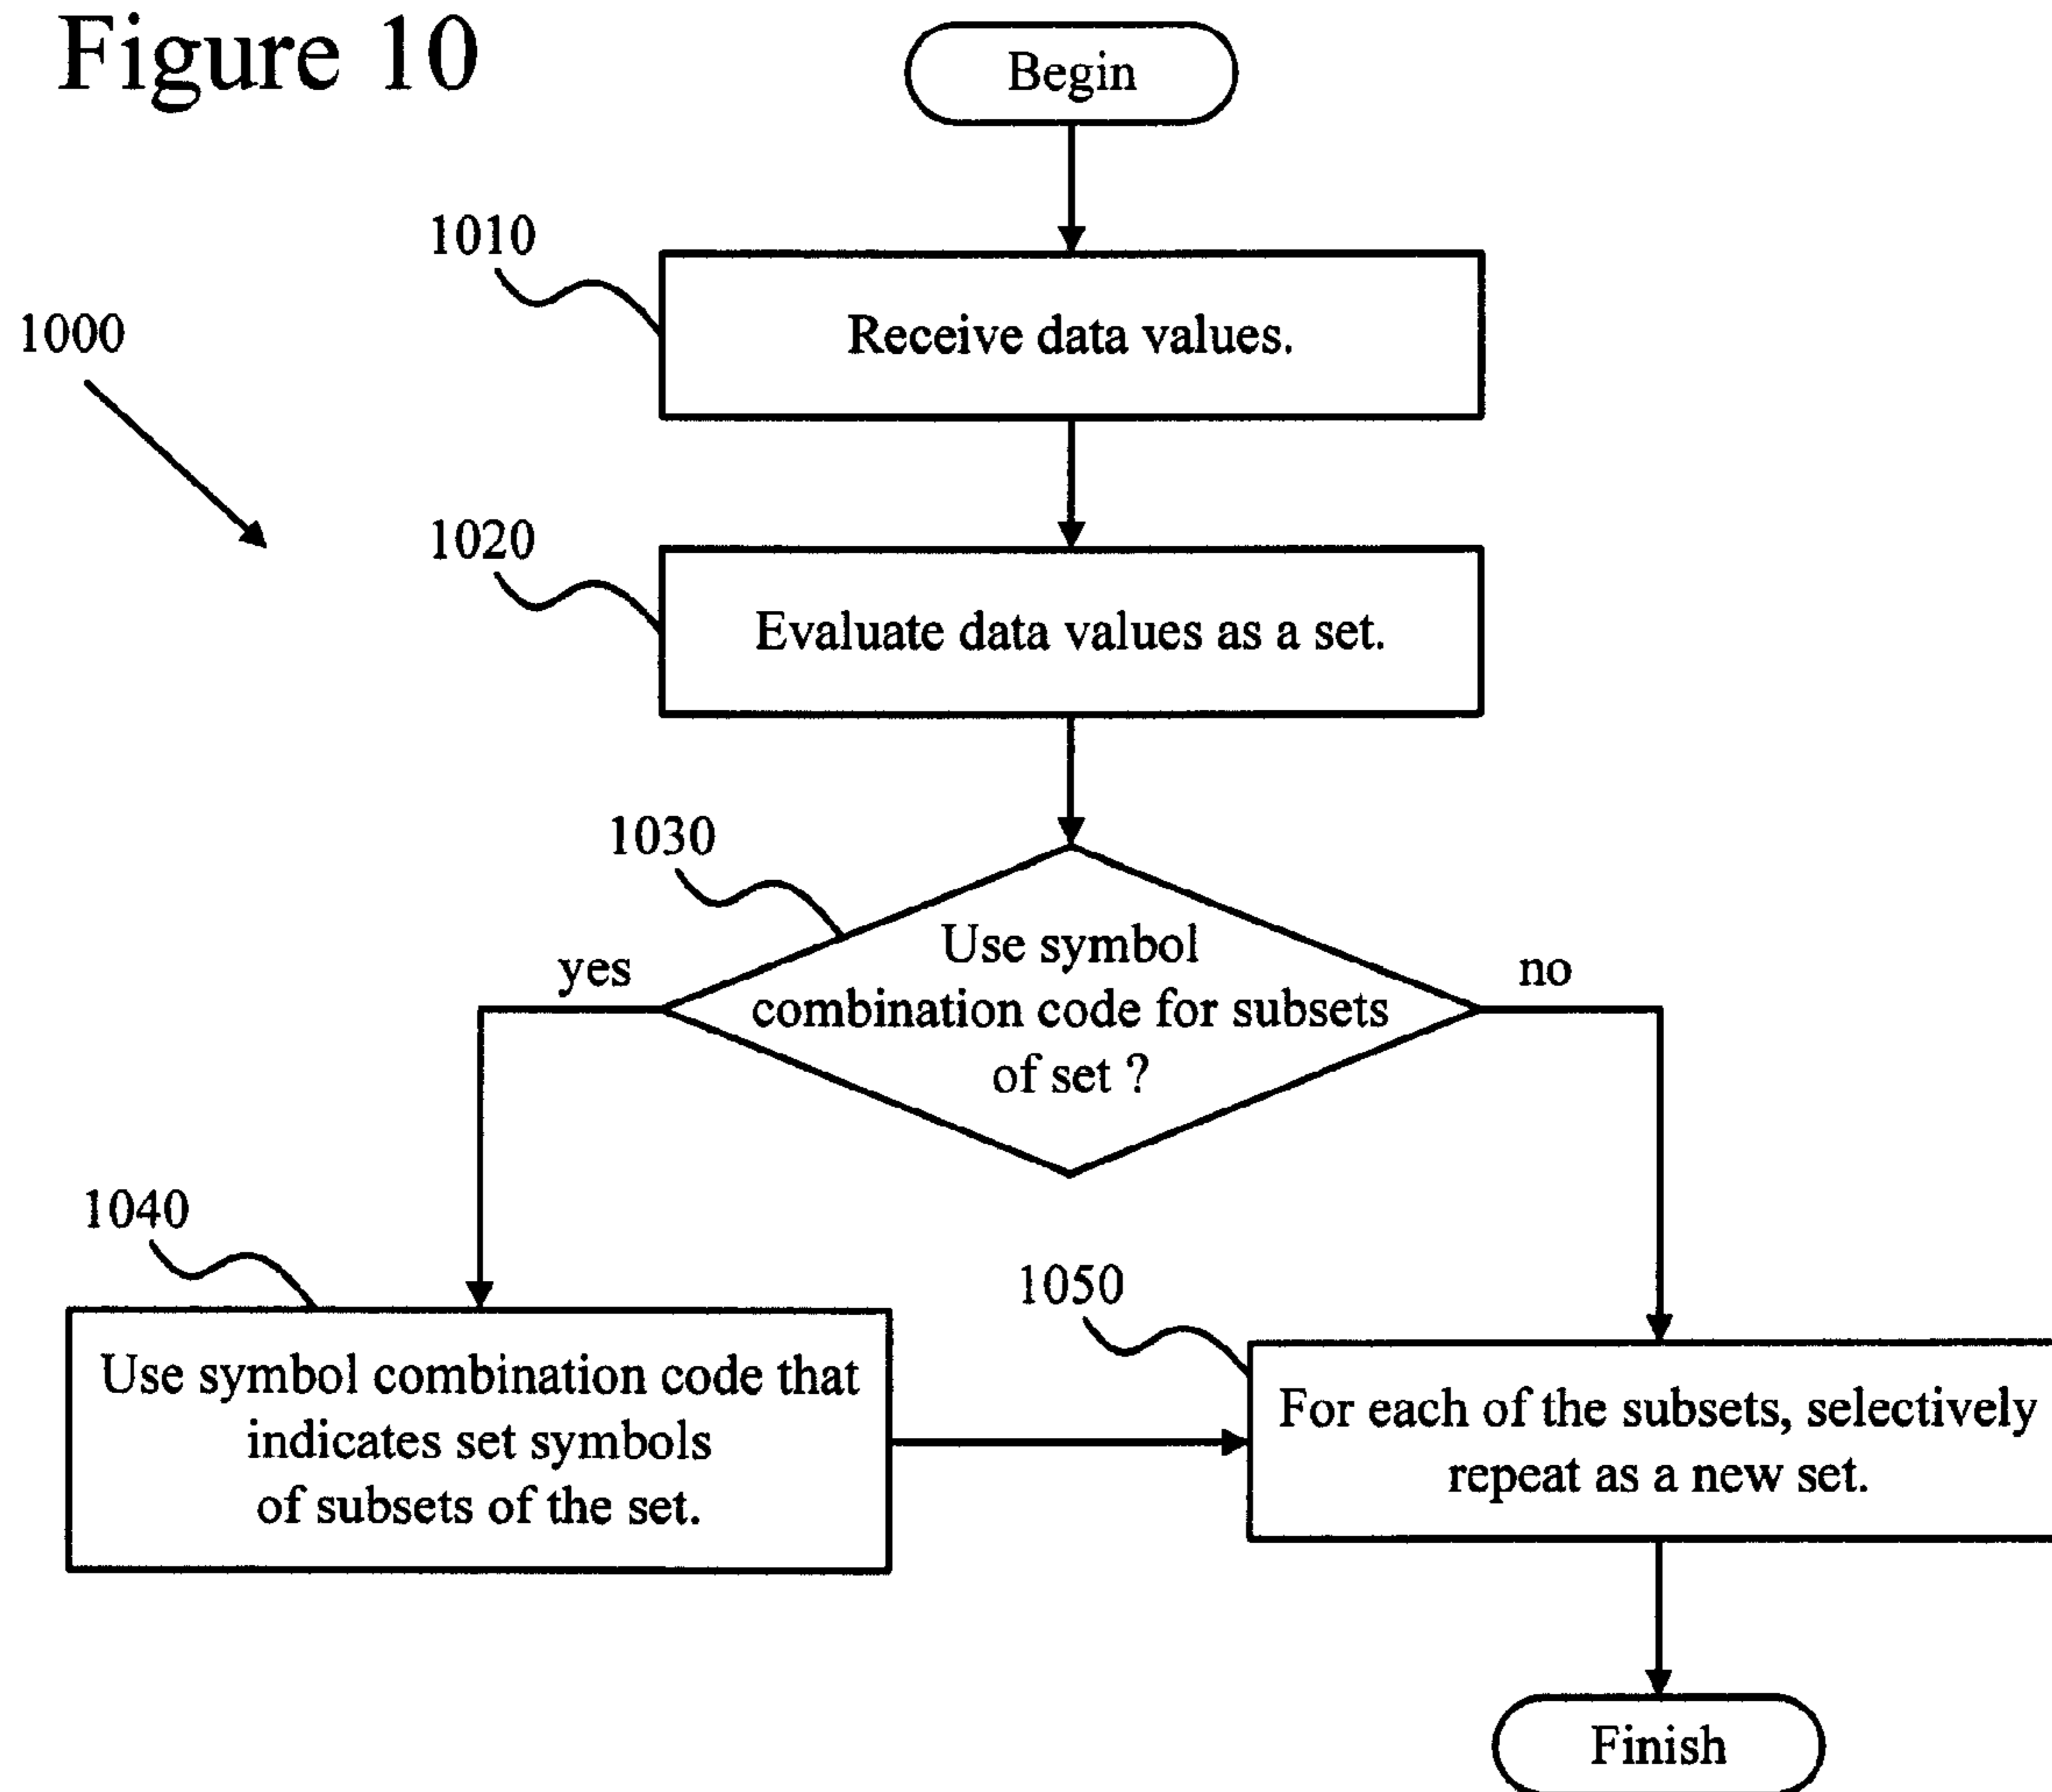 Figure 10
Begin
1010
Receive data values.
1000
1020
Evaluate data values as a set.
1030
Use symbol
combination code for subsets
of set ?
yes
no
1040
Use symbol combination code that
indicates set symbols
of subsets of the set.
1050
For each of the subsets, selectively
repeat as a new set.
Finish